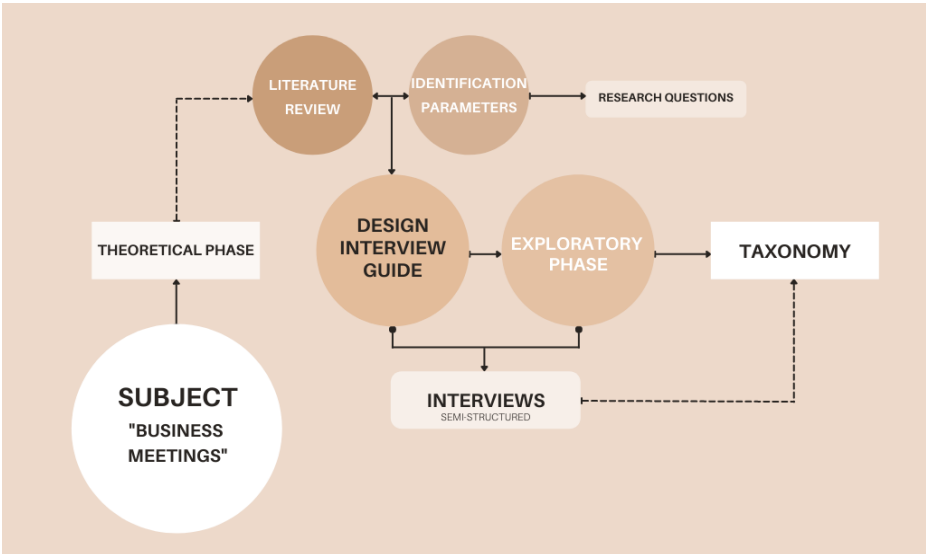 LITERATURE
REVIEW
IDENTIFICATION
PARAMETERS
RESEARCH QUESTIONS
THEORETICAL PHASE
DESIGN
INTERVIEW
GUIDE
EXPLORATORY
PHASE
TAXONOMY
SUBJECT
"BUSINESS
MEETINGS"
INTERVIEWS
SEMI-STRUCTURED